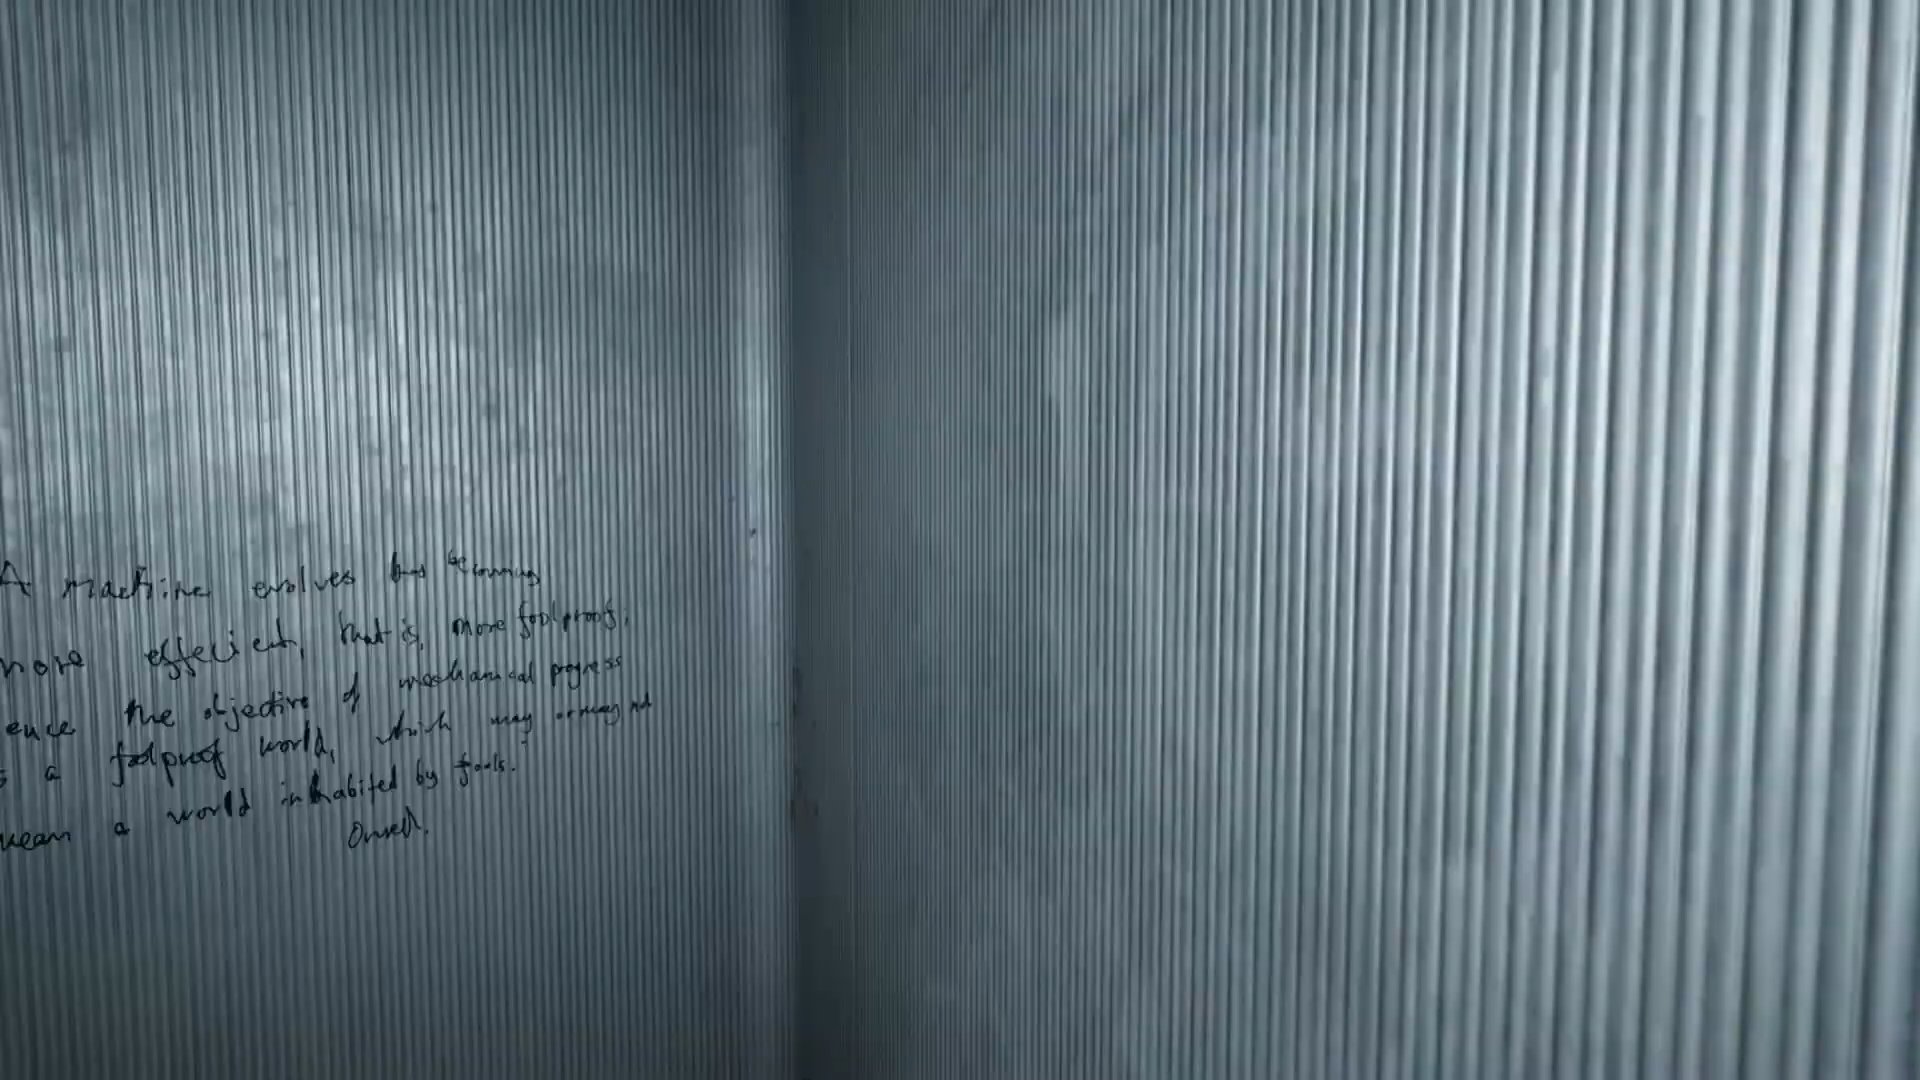 A machine evolves by becoming
more effecient, that is, more foolproof;
ence the objective of mechanical progress
s a foolproof world, which may or may not
mean a world inhabited by fools.
Orwell.